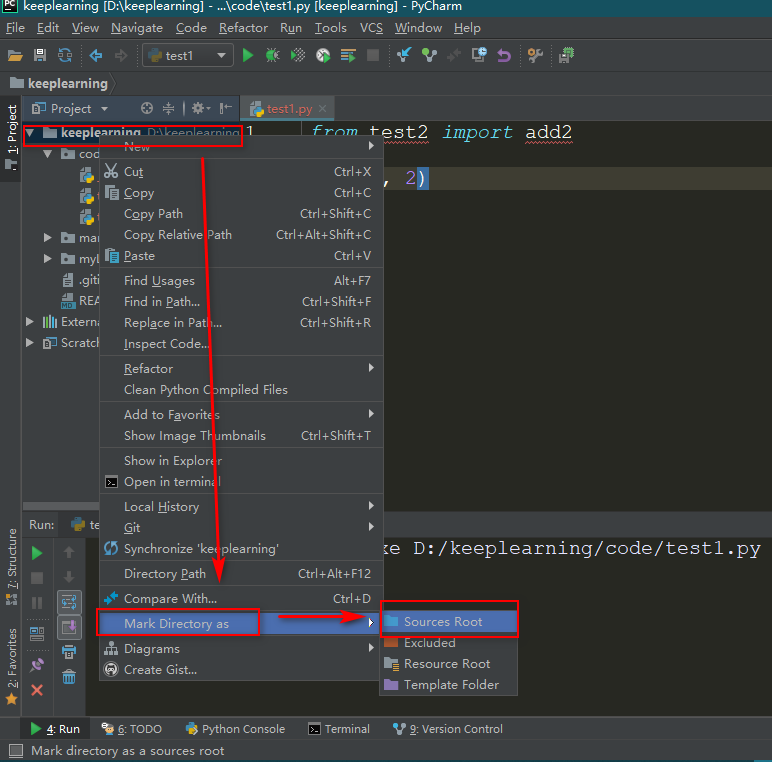 keeplearning [D:\keeplearning] - ...\code\test1.py [keeplearning] - PyCharm
File Edit View Navigate Code Refactor Run Tools VCS Window Help
test1
keeplearning
Project
test1.py
1: Project
keeplearning D:\keeplearning
1 from test2 import add2
, 2)
New
Cut Ctrl+X
Copy Ctrl+C
Copy Path Ctrl+Shift+C
Copy Relative Path Ctrl+Alt+Shift+C
Paste Ctrl+V
Find Usages Alt+F7
Find in Path... Ctrl+Shift+F
Replace in Path... Ctrl+Shift+R
Inspect Code...
Refactor
Clean Python Compiled Files
Add to Favorites
Show Image Thumbnails Ctrl+Shift+T
Show in Explorer
Open in terminal
Local History
Git
Synchronize 'keeplearning'
Directory Path Ctrl+Alt+F12
Compare With... Ctrl+D
Mark Directory as
Diagrams
Create Gist...
Sources Root
Excluded
Resource Root
Template Folder
cod
mar
myl
.giti
REA
Externa
Scratch
Run: te
xe D:/keeplearning/code/test1.py
7: Structure
2: Favorites
4: Run 6: TODO Python Console Terminal 9: Version Control
Mark directory as a sources root